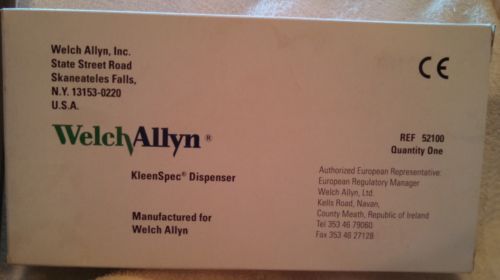 Welch Allyn, Inc.
State Street Road
Skaneateles Falls,
N.Y. 13153-0220
U.S.A.
CE
WelchAllyn®
REF 52100
Quantity One
KleenSpec® Dispenser
Authorized European Representative:
European Regulatory Manager
Welch Allyn, Ltd.
Kells Road, Navan,
County Meath, Republic of Ireland
Tel 353 46 79060
Fax 353 46 27128
Manufactured for
Welch Allyn